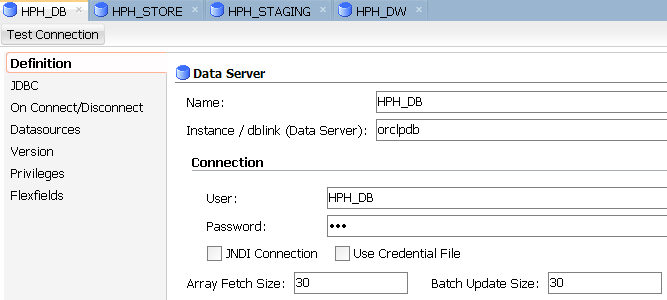 HPH_DB HPH_STORE HPH_STAGING HPH_DW
Test Connection
Definition
JDBC
On Connect/Disconnect
Datasources
Version
Privileges
Flexfields
Data Server
Name: HPH_DB
Instance / dblink (Data Server): orclpdb
Connection
User: HPH_DB
Password: •••
JNDI Connection Use Credential File
Array Fetch Size: 30 Batch Update Size: 30